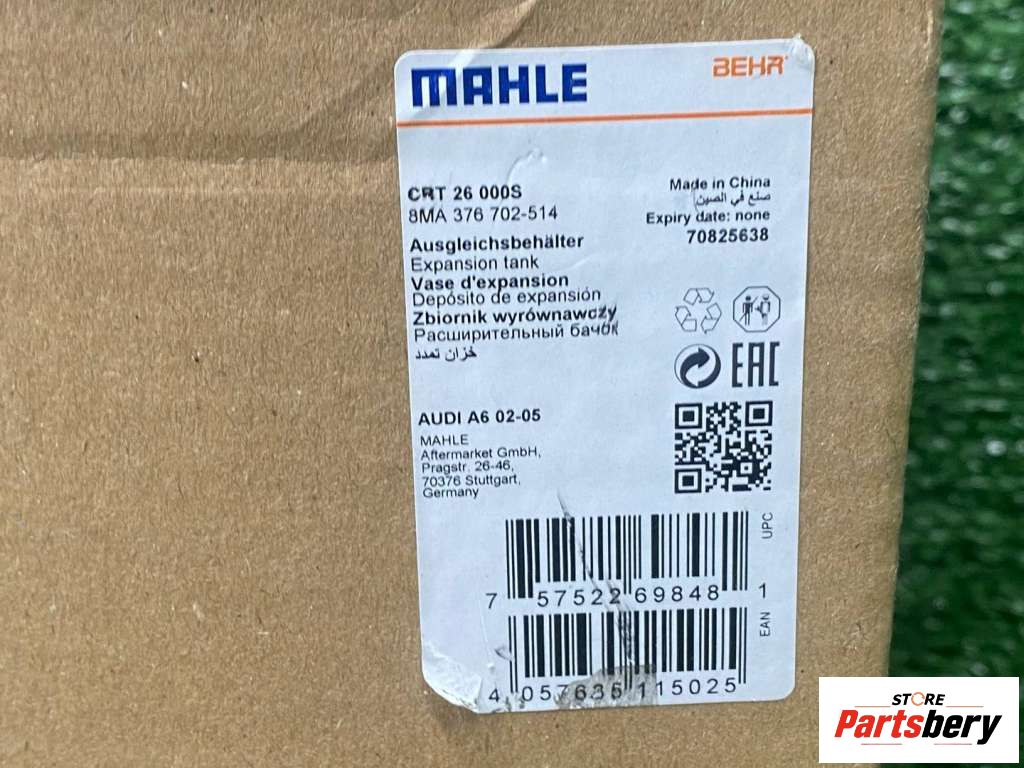 MAHLE
BEHR
CRT 26 000S
8MA 376 702-514
Made in China
صنع في الصين
Expiry date: none
70825638
Ausgleichsbehälter
Expansion tank
Vase d'expansion
Depósito de expansión
Zbiornik wyrównawczy
Расширительный бачок
خزان تمدد
EAC
AUDI A6 02-05
MAHLE
Aftermarket GmbH,
Pragstr. 26-46,
70376 Stuttgart,
Germany
UPC
7 57522 69848 1
EAN
4 057635 115025
STORE
Partsbery